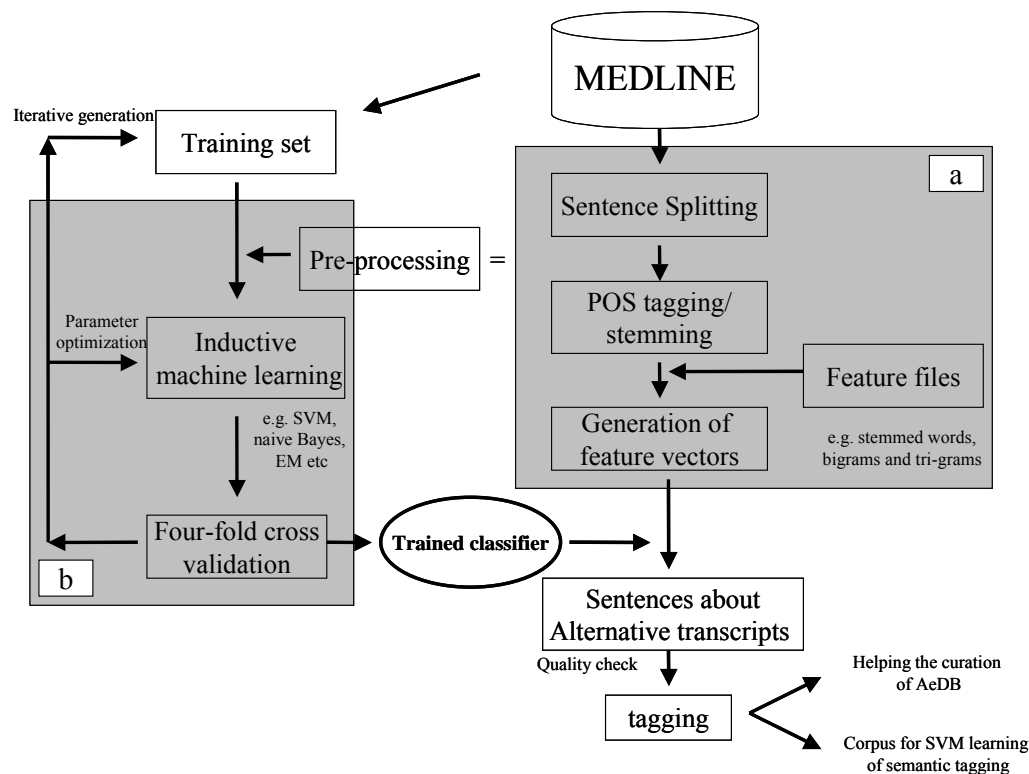 MEDLINE
Iterative generation
Training set
a
Sentence Splitting
Pre-processing =
POS tagging/
stemming
Parameter
optimization
Inductive
machine learning
Feature files
e.g. SVM,
naive Bayes,
EM etc
Generation of
feature vectors
e.g. stemmed words,
bigrams and tri-grams
Four-fold cross
validation
Trained classifier
b
Sentences about
Alternative transcripts
Quality check
Helping the curation
of AeDB
tagging
Corpus for SVM learning
of semantic tagging